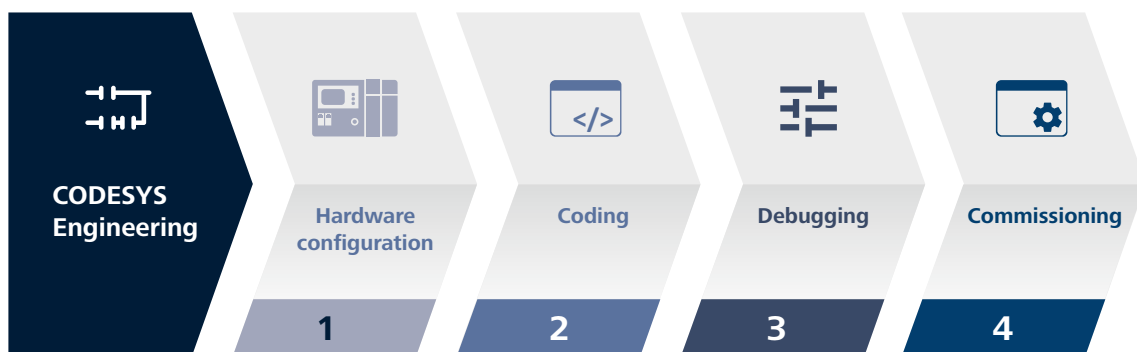 CODESYS
Engineering
Hardware
configuration
1
</>
Coding
2
Debugging
3
Commissioning
4